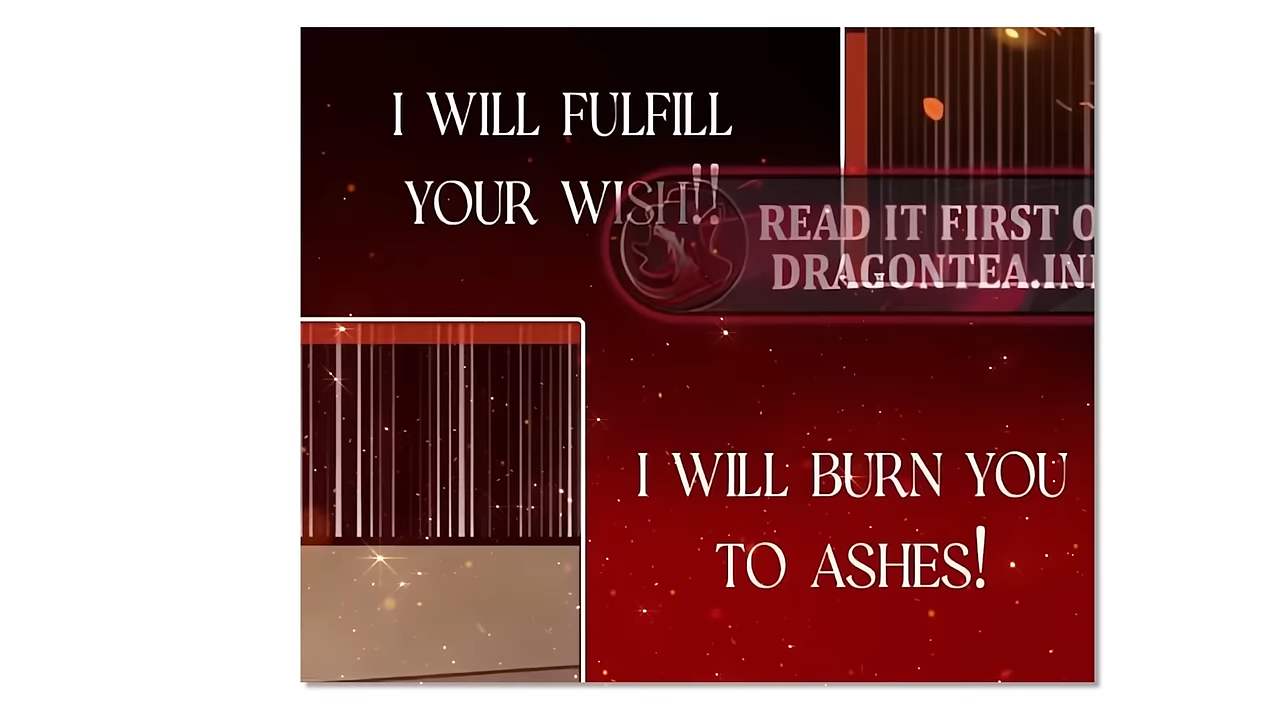 I WILL FULFILL
YOUR WISH!!
READ IT FIRST O
DRAGONTEA.IN
I WILL BURN YOU
TO ASHES!